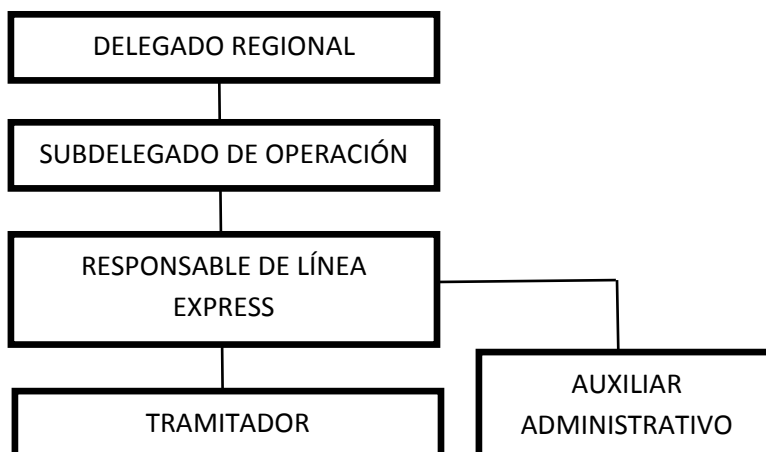 DELEGADO REGIONAL
SUBDELEGADO DE OPERACIÓN
RESPONSABLE DE LÍNEA
EXPRESS
TRAMITADOR
AUXILIAR
ADMINISTRATIVO